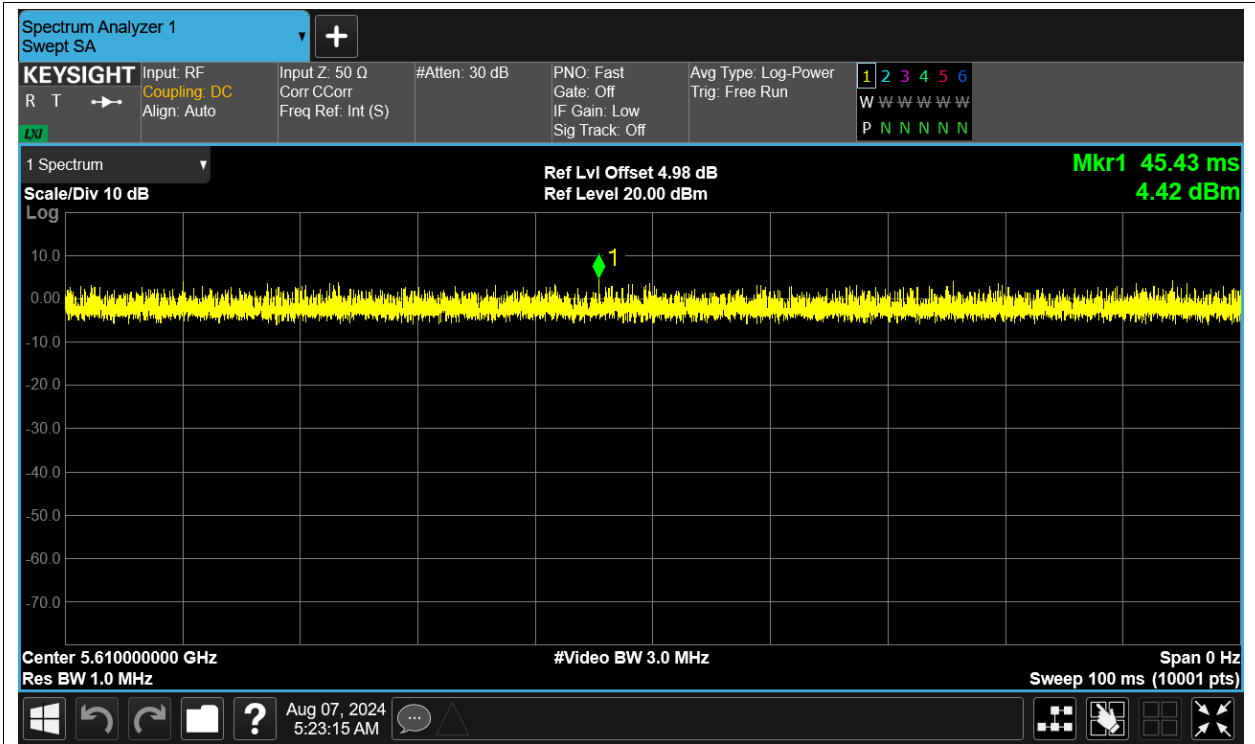 Spectrum Analyzer 1
Swept SA
KEYSIGHT
R T
LXI
Input: RF
Coupling: DC
Align: Auto
Input Z: 50 Ω
Corr CCorr
Freq Ref: Int (S)
#Atten: 30 dB
PNO: Fast
Gate: Off
IF Gain: Low
Sig Track: Off
Avg Type: Log-Power
Trig: Free Run
1 2 3 4 5 6
W W W W W W
P N N N N N
1 Spectrum
Scale/Div 10 dB
Log
Ref Lvl Offset 4.98 dB
Ref Level 20.00 dBm
Mkr1 45.43 ms
4.42 dBm
1
10.0
0.00
-10.0
-20.0
-30.0
-40.0
-50.0
-60.0
-70.0
Center 5.610000000 GHz
Res BW 1.0 MHz
#Video BW 3.0 MHz
Span 0 Hz
Sweep 100 ms (10001 pts)
?
Aug 07, 2024
5:23:15 AM